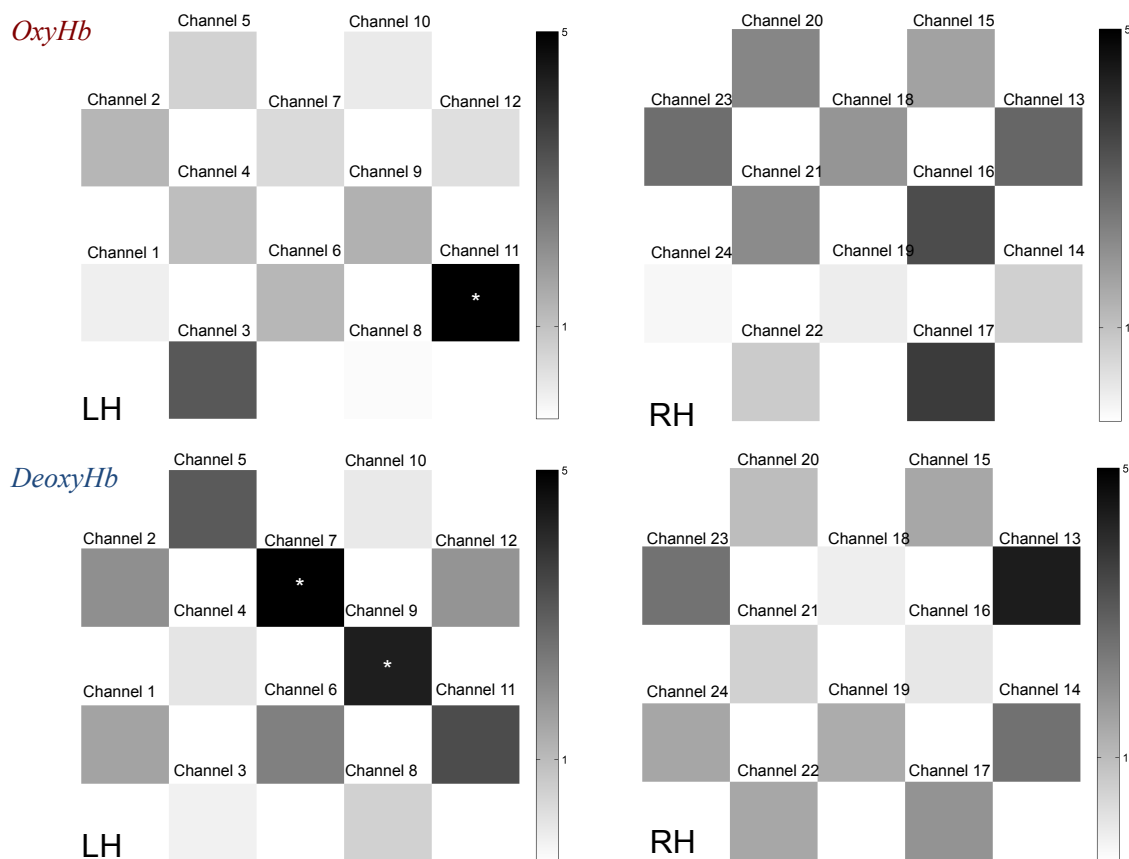 OxyHb
Channel 5
Channel 10
5
Channel 2
Channel 7
Channel 12
Channel 4
Channel 9
Channel 1
Channel 6
Channel 11
*
Channel 3
Channel 8
1
LH
Channel 20
Channel 15
5
Channel 23
Channel 18
Channel 13
Channel 21
Channel 16
Channel 24
Channel 19
Channel 14
Channel 22
Channel 17
1
RH
DeoxyHb
Channel 5
Channel 10
5
Channel 2
Channel 7
Channel 12
*
Channel 4
Channel 9
*
Channel 1
Channel 6
Channel 11
Channel 3
Channel 8
1
LH
Channel 20
Channel 15
5
Channel 23
Channel 18
Channel 13
Channel 21
Channel 16
Channel 24
Channel 19
Channel 14
Channel 22
Channel 17
1
RH